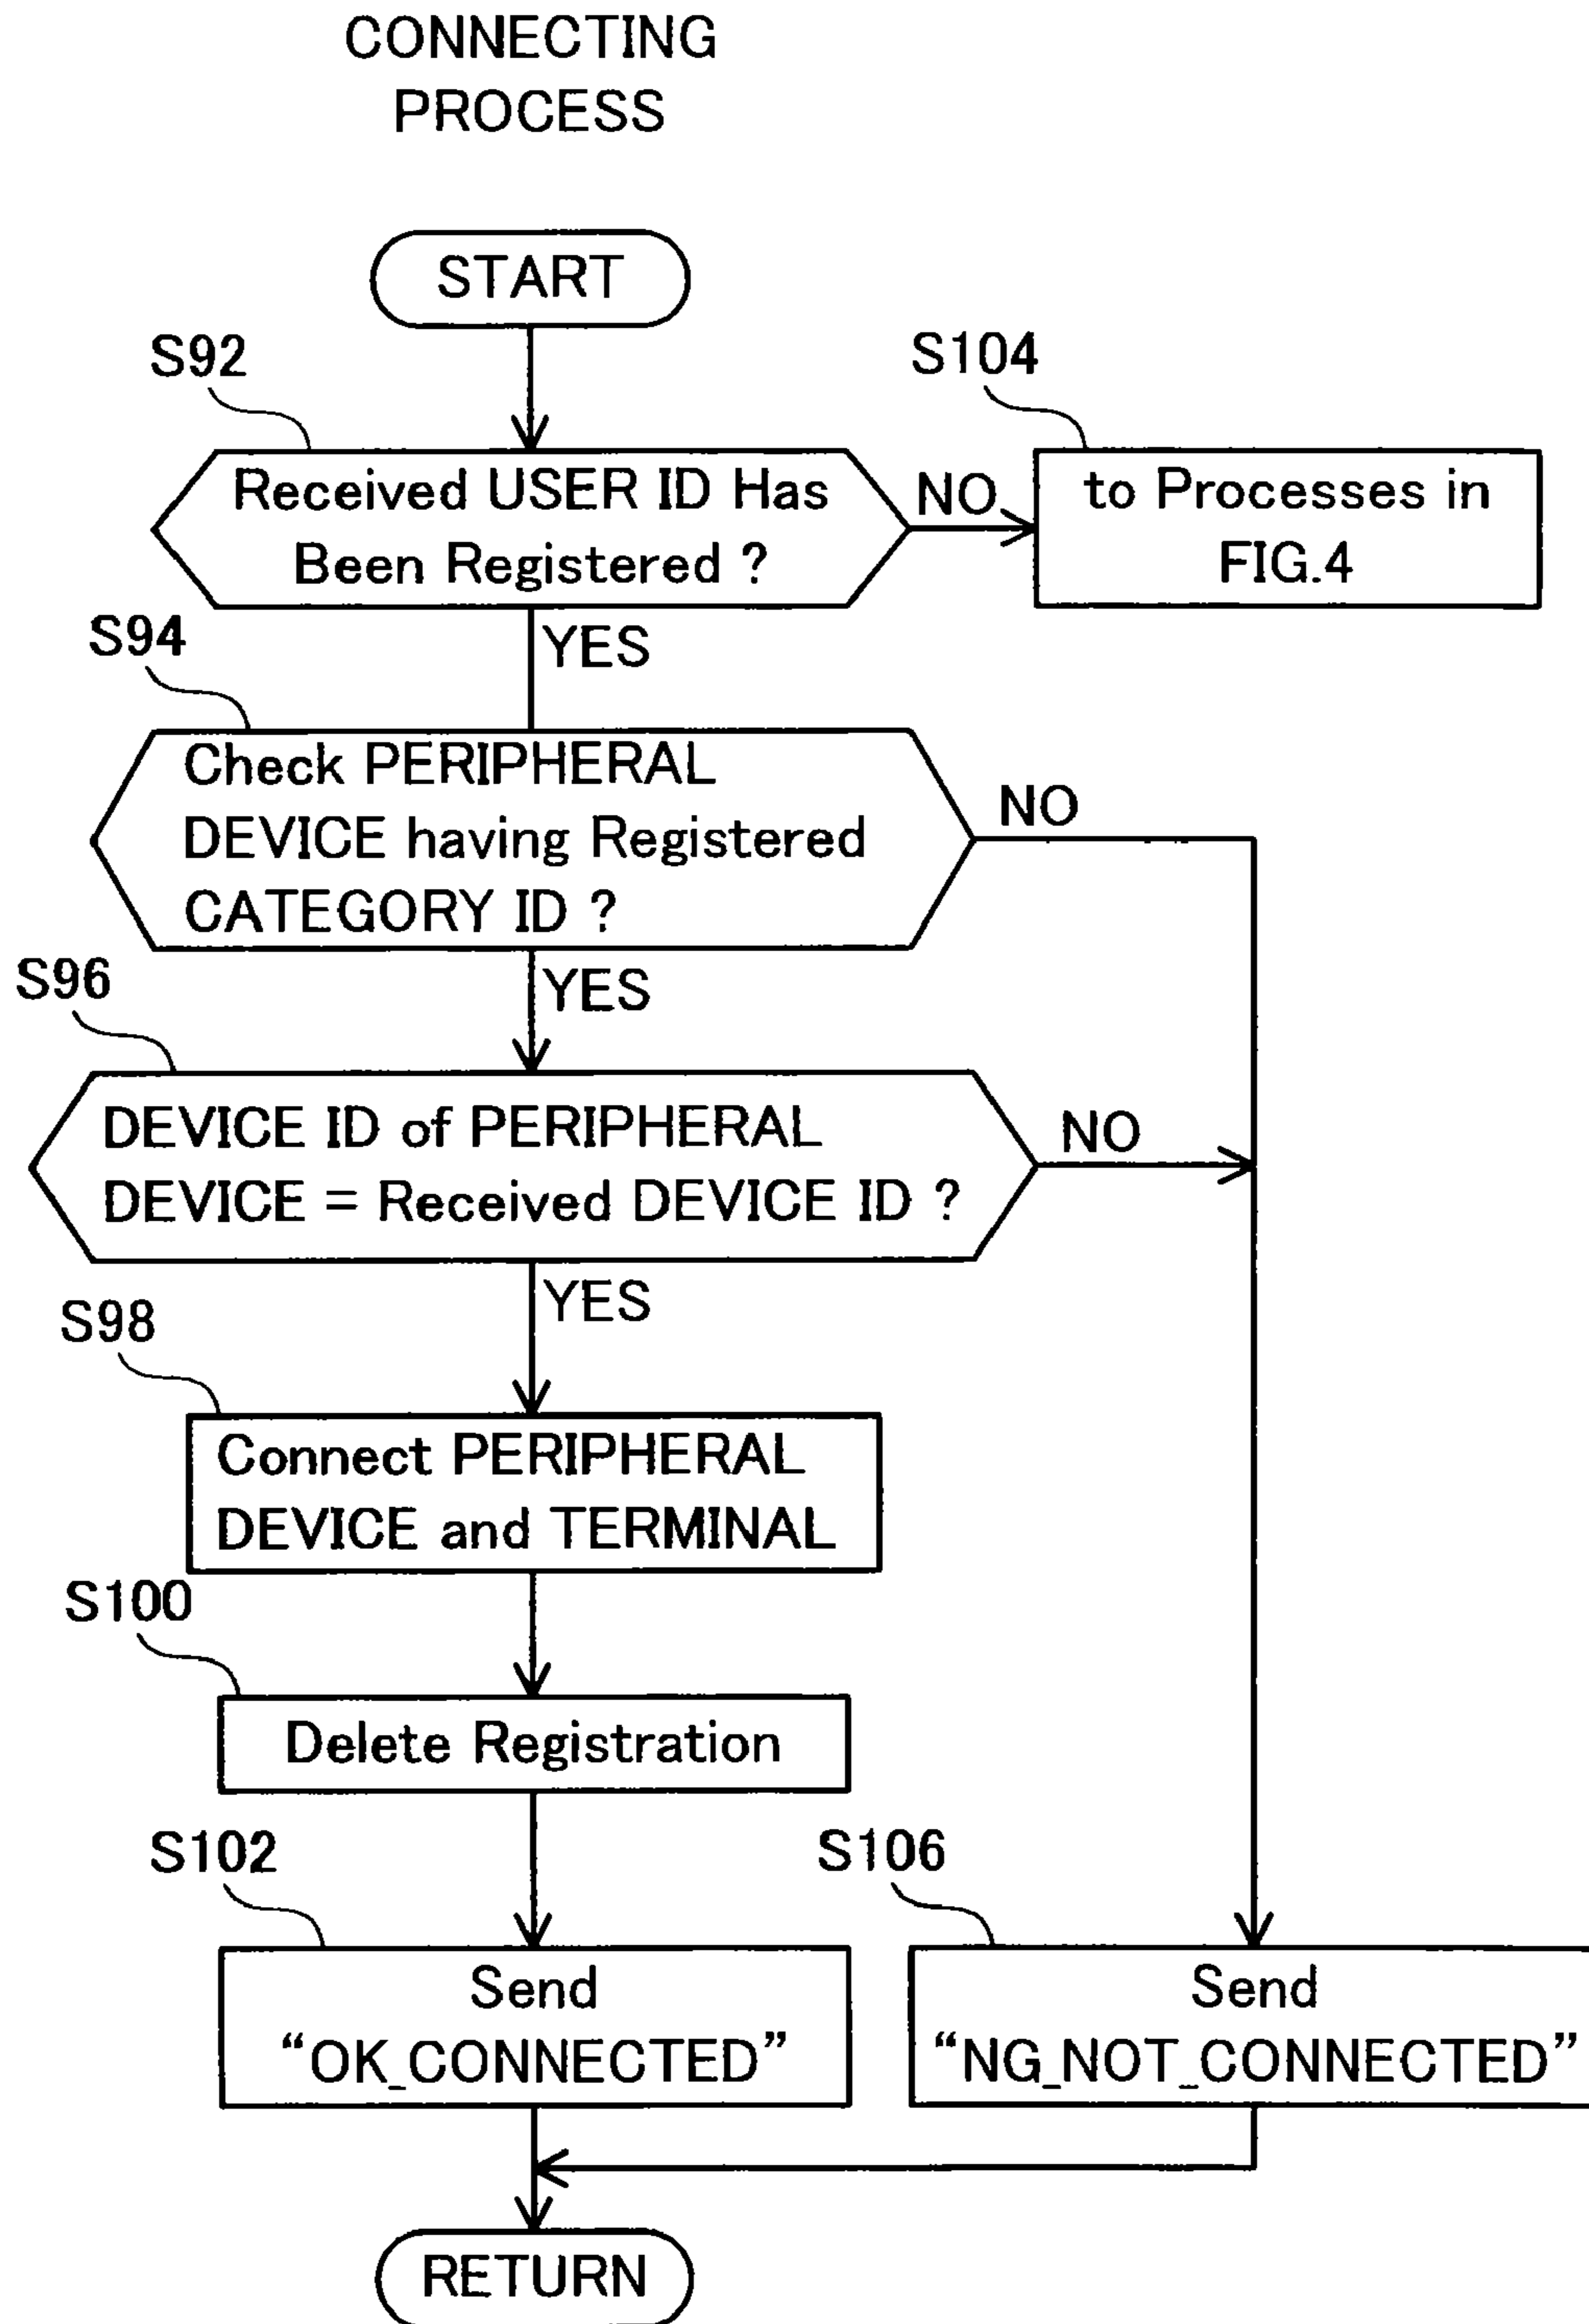 CONNECTING
PROCESS
START
S92
S104
Received USER ID Has
Been Registered ?
NO
to Processes in
FIG.4
YES
S94
Check PERIPHERAL
DEVICE having Registered
CATEGORY ID ?
NO
YES
S96
DEVICE ID of PERIPHERAL
DEVICE = Received DEVICE ID ?
NO
YES
S98
Connect PERIPHERAL
DEVICE and TERMINAL
S100
Delete Registration
S102
S106
Send
“OK_CONNECTED”
Send
“NG_NOT_CONNECTED”
RETURN